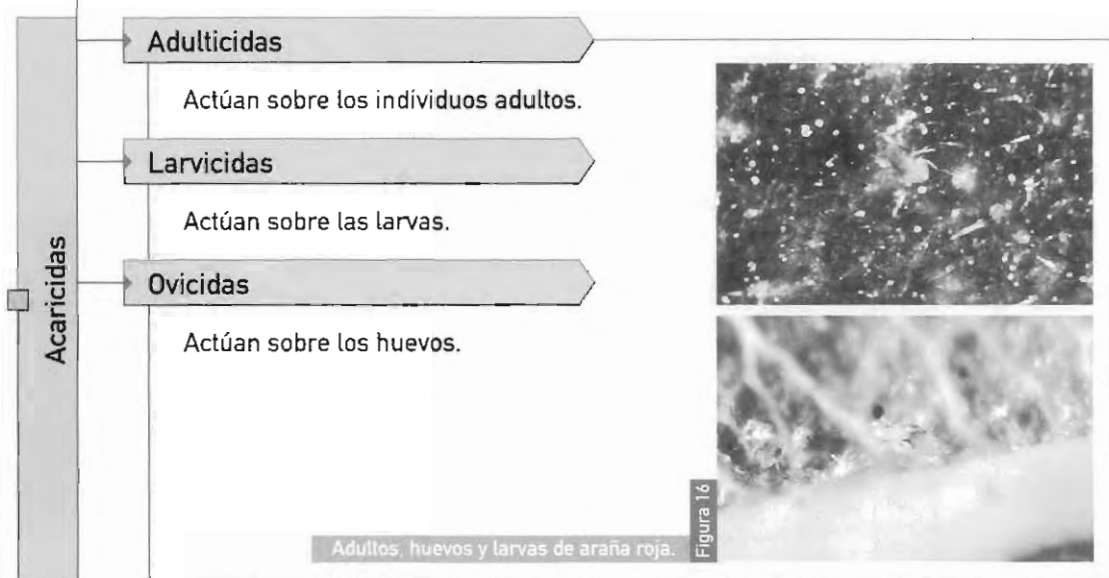 Acaricidas
Adulticidas
Actúan sobre los individuos adultos.
Larvicidas
Actúan sobre las larvas.
Ovicidas
Actúan sobre los huevos.
Adultos, huevos y larvas de araña roja.
Figura 16